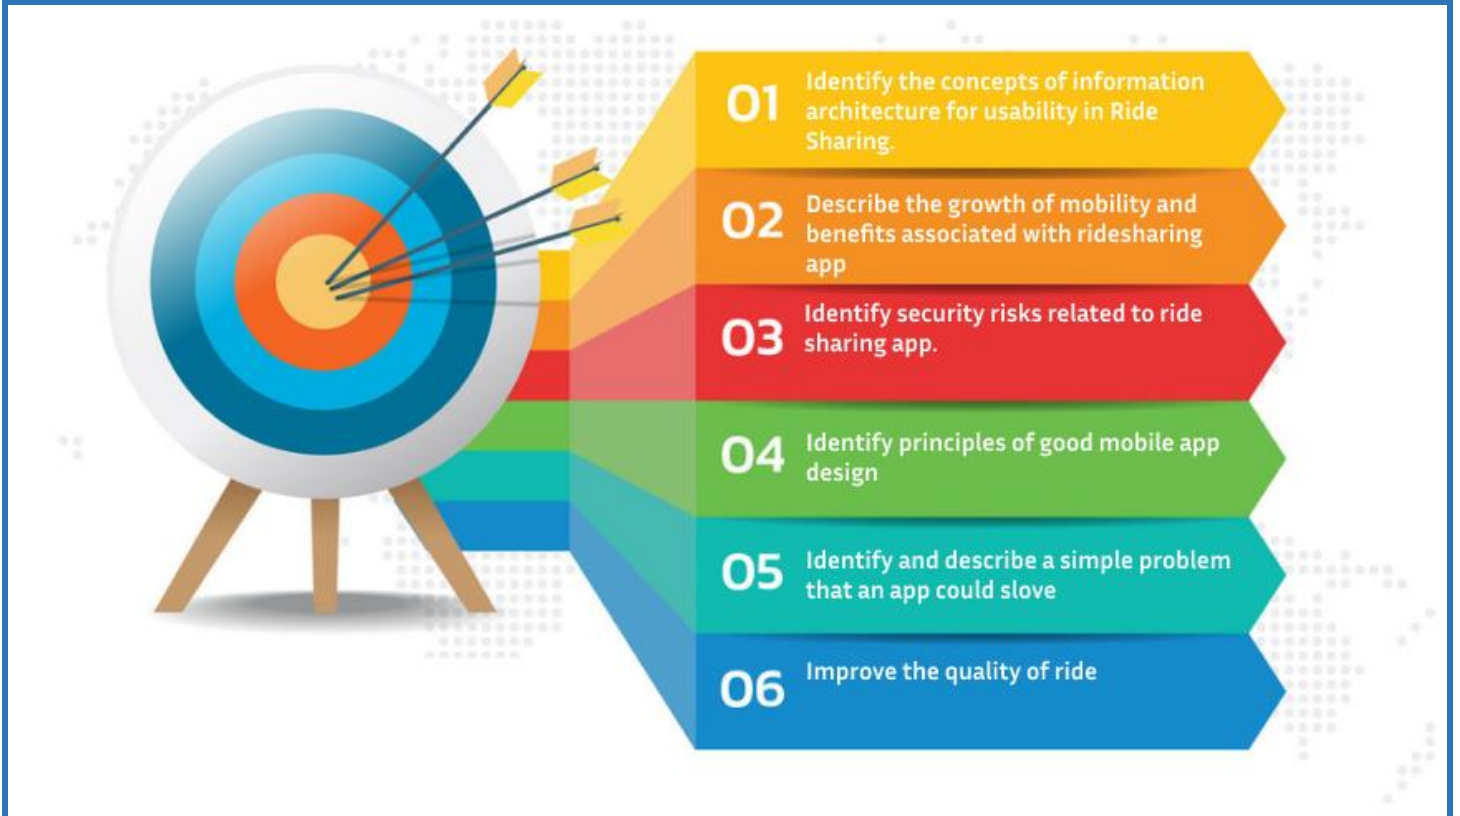 01
Identify the concepts of information
architecture for usability in Ride
Sharing.
02
Describe the growth of mobility and
benefits associated with ridesharing
app
03
Identify security risks related to ride
sharing app.
04
Identify principles of good mobile app
design
05
Identify and describe a simple problem
that an app could slove
06
Improve the quality of ride